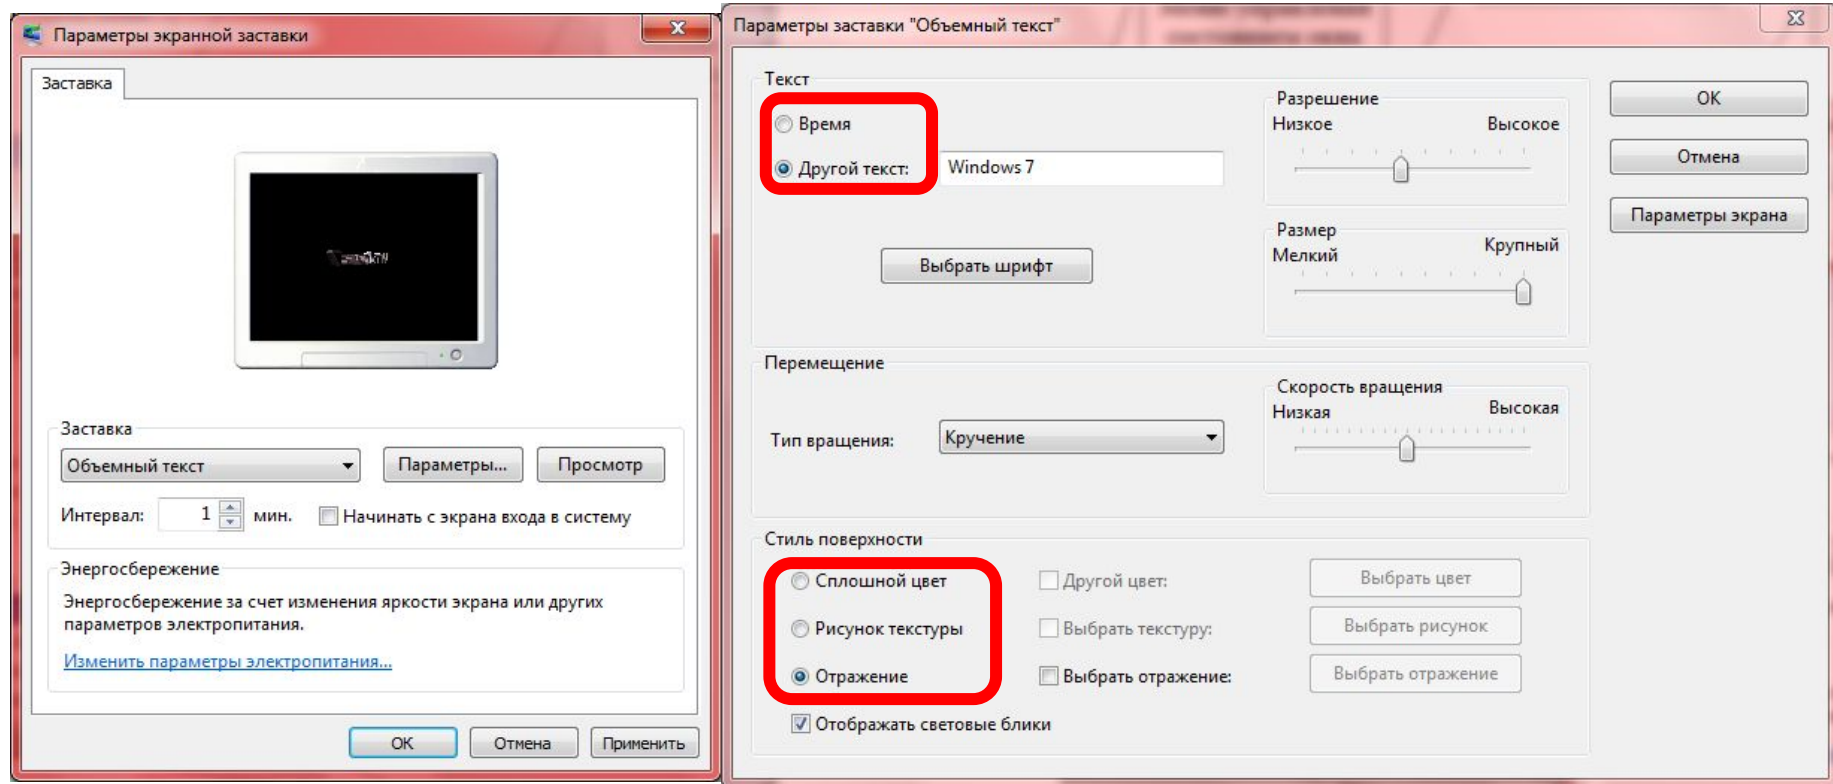 Параметры экранной заставки
Заставка
Заставка
Объемный текст
Параметры...
Просмотр
Интервал:
1
мин.
Начинать с экрана входа в систему
Энергосбережение
Энергосбережение за счет изменения яркости экрана или других
параметров электропитания.
Изменить параметры электропитания...
ОК
Отмена
Применить
Параметры заставки "Объемный текст"
Текст
Время
Другой текст:
Windows 7
Выбрать шрифт
Разрешение
Низкое
Высокое
Размер
Мелкий
Крупный
ОК
Отмена
Параметры экрана
Перемещение
Тип вращения:
Кручение
Скорость вращения
Низкая
Высокая
Стиль поверхности
Сплошной цвет
Другой цвет:
Выбрать цвет
Рисунок текстуры
Выбрать текстуру:
Выбрать рисунок
Отражение
Выбрать отражение:
Выбрать отражение
Отображать световые блики